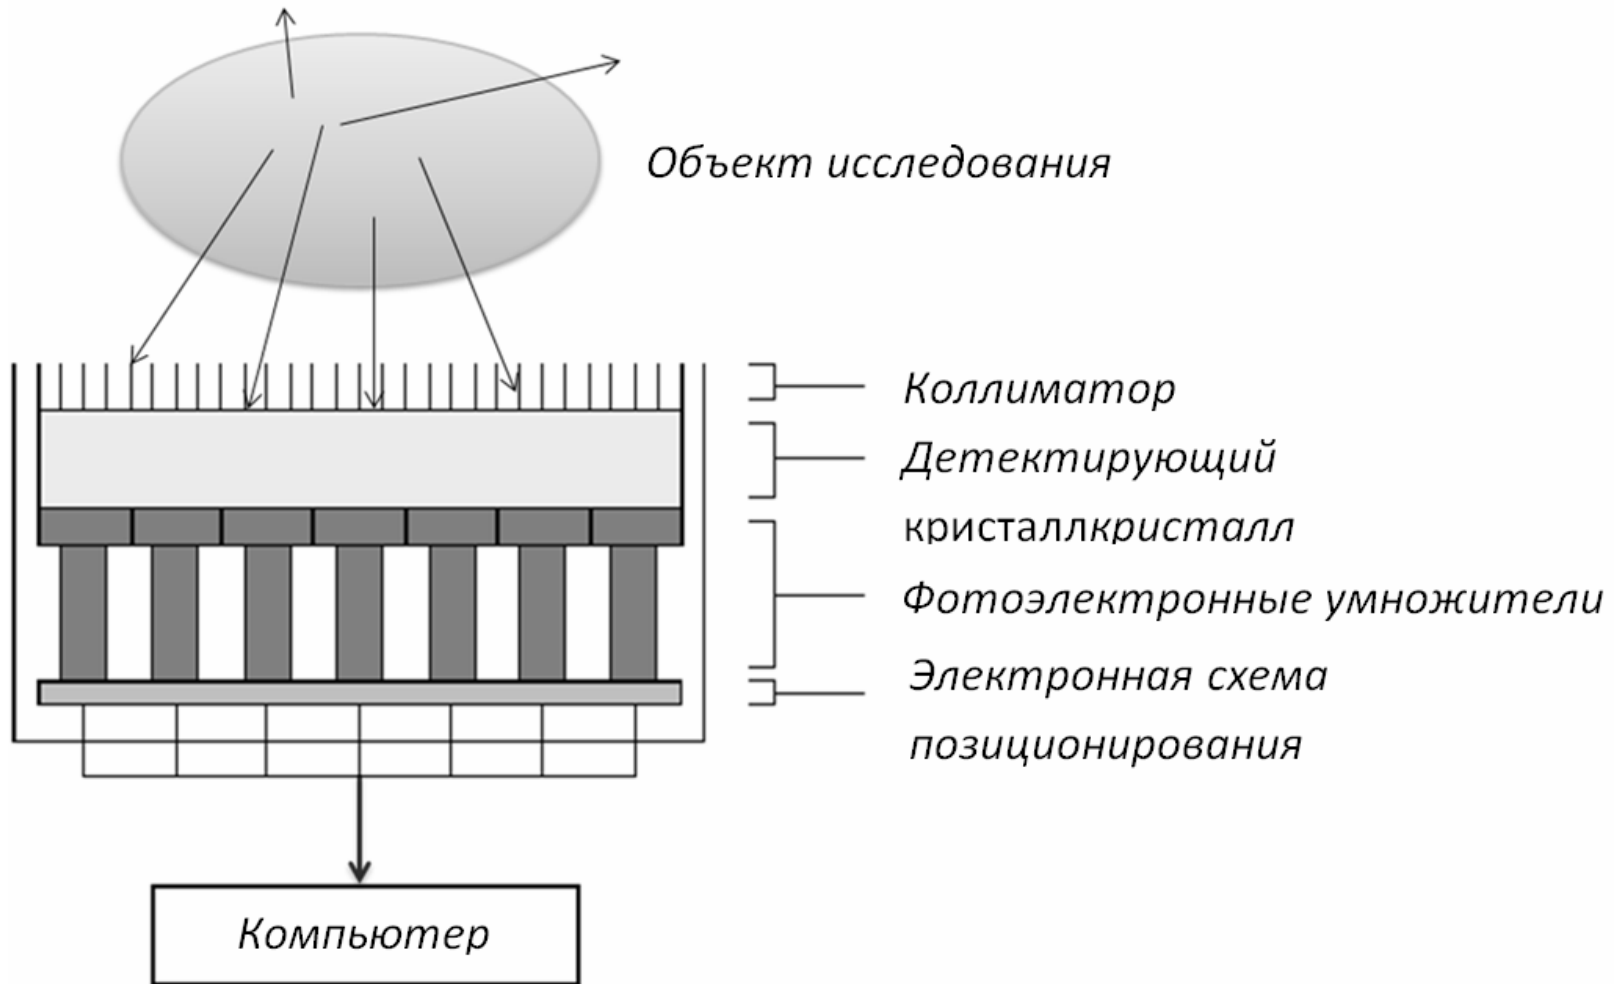 Объект исследования
Коллиматор
Детектирующий
кристаллкристалл
Фотоэлектронные умножители
Электронная схема
позиционирования
Компьютер